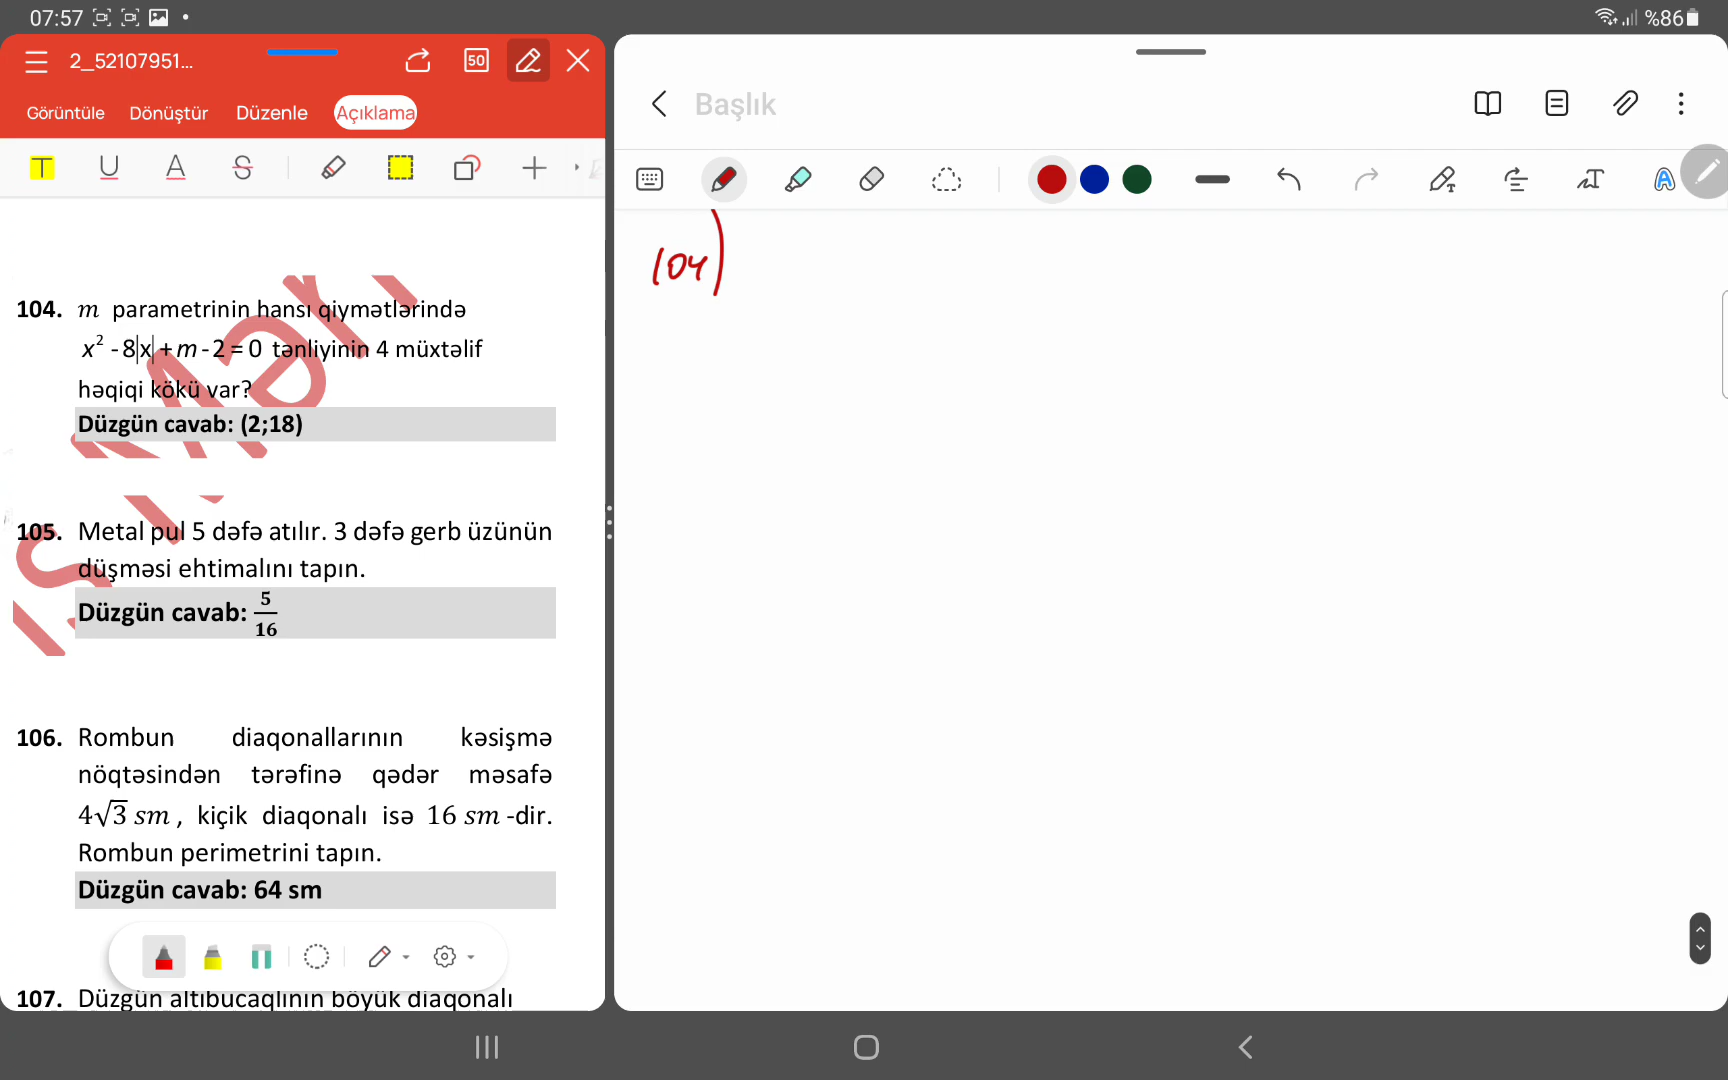 07:57
%86
2_52107951...
50
Görüntüle Dönüştür Düzenle Açıklama
T U A S
Başlık
104)
104. m parametrinin hansı qiymətlərində
x² - 8|x| + m - 2 = 0 tənliyinin 4 müxtəlif
həqiqi kökü var?
Düzgün cavab: (2;18)
105. Metal pul 5 dəfə atılır. 3 dəfə gerb üzünün
düşməsi ehtimalını tapın.
Düzgün cavab: 5/16
106. Rombun diaqonallarının kəsişmə
nöqtəsindən tərəfinə qədər məsafə
4√3 sm, kiçik diaqonalı isə 16 sm -dir.
Rombun perimetrini tapın.
Düzgün cavab: 64 sm
107. Düzgün altıbucaqlının böyük diaqonalı